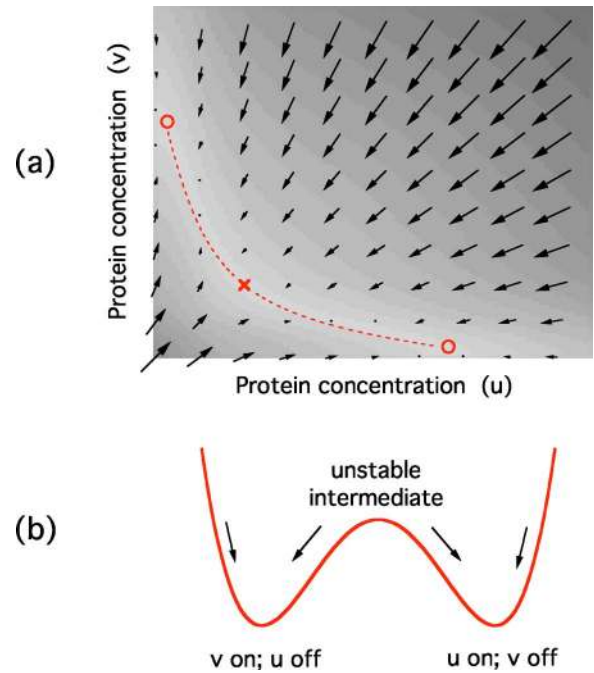 Protein concentration (v)
(a)
Protein concentration (u)
(b)
unstable
intermediate
v on; u off
u on; v off